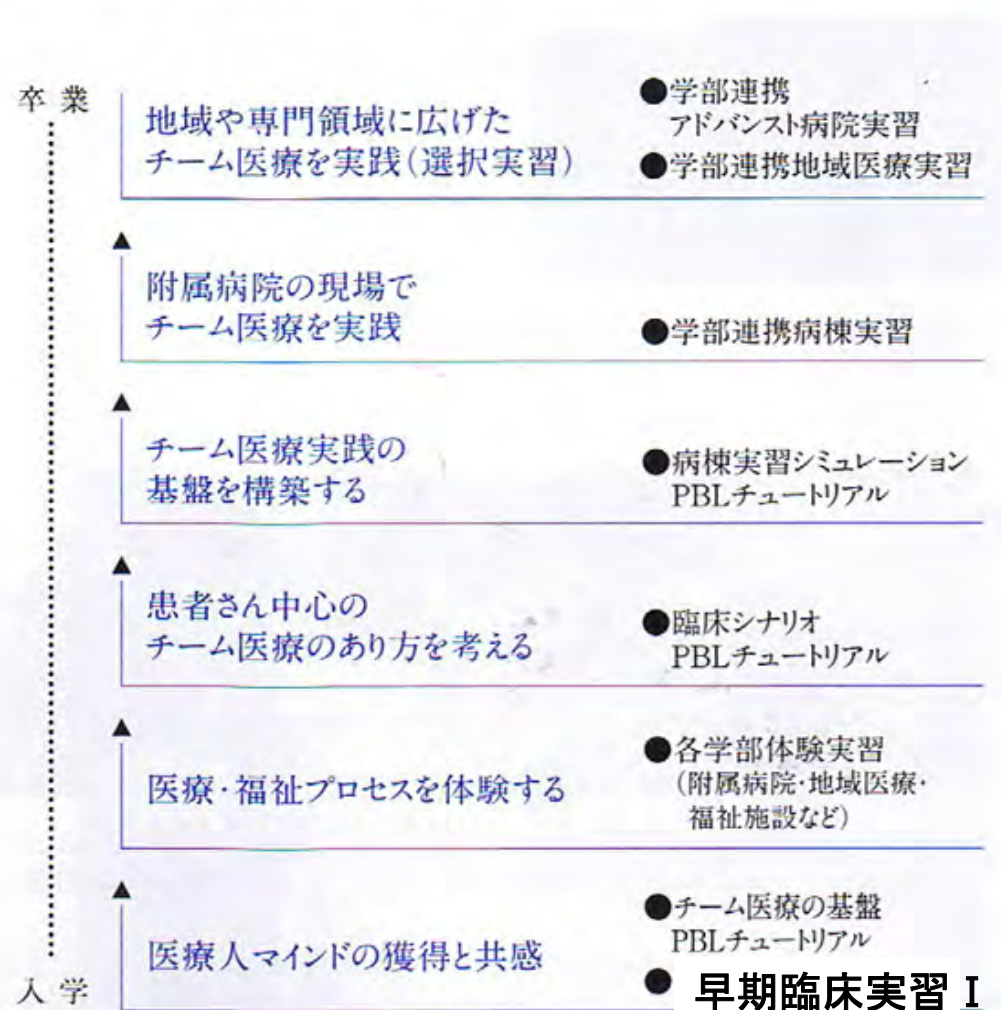 卒業
地域や専門領域に広げた
チーム医療を実践(選択実習)
●学部連携
アドバンスト病院実習
●学部連携地域医療実習
附属病院の現場で
チーム医療を実践
●学部連携病棟実習
チーム医療実践の
基盤を構築する
●病棟実習シミュレーション
PBLチュートリアル
患者さん中心の
チーム医療のあり方を考える
●臨床シナリオ
PBLチュートリアル
医療・福祉プロセスを体験する
●各学部体験実習
(附属病院・地域医療・
福祉施設など)
医療人マインドの獲得と共感
●チーム医療の基盤
PBLチュートリアル
●早期臨床実習Ⅰ
入学